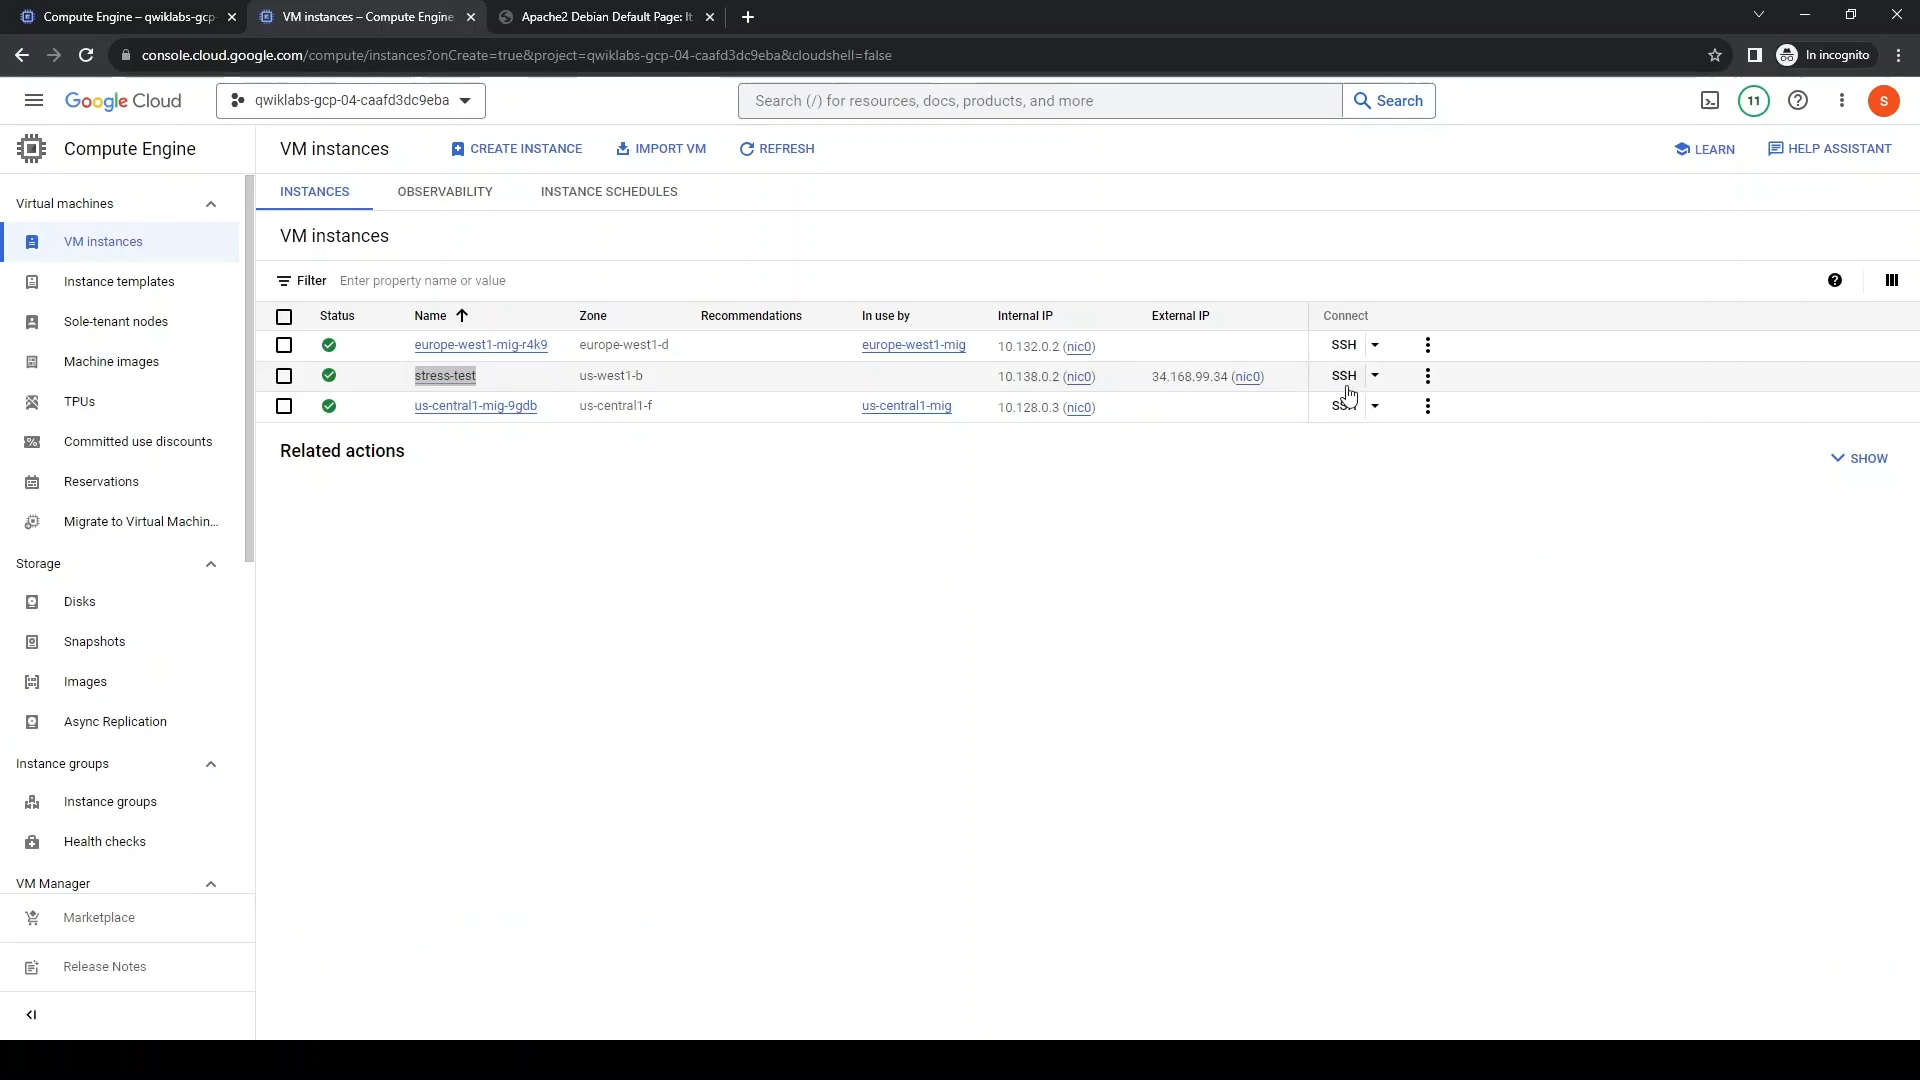 Compute Engine – qwiklabs-gcp-
VM instances – Compute Engine
Apache2 Debian Default Page: It
console.cloud.google.com/compute/instances?onCreate=true&project=qwiklabs-gcp-04-caafd3dc9eba&cloudshell=false
In incognito
Google Cloud
qwiklabs-gcp-04-caafd3dc9eba
Search (/) for resources, docs, products, and more
Search
11
S
Compute Engine
VM instances
CREATE INSTANCE
IMPORT VM
REFRESH
LEARN
HELP ASSISTANT
INSTANCES
OBSERVABILITY
INSTANCE SCHEDULES
Virtual machines
VM instances
Instance templates
Sole-tenant nodes
Machine images
TPUs
Committed use discounts
Reservations
Migrate to Virtual Machin...
Storage
Disks
Snapshots
Images
Async Replication
Instance groups
Instance groups
Health checks
VM Manager
Marketplace
Release Notes
VM instances
Filter Enter property name or value
Status Name Zone Recommendations In use by Internal IP External IP Connect
europe-west1-mig-r4k9 europe-west1-d europe-west1-mig 10.132.0.2 (nic0) SSH
stress-test us-west1-b 10.138.0.2 (nic0) 34.168.99.34 (nic0) SSH
us-central1-mig-9gdb us-central1-f us-central1-mig 10.128.0.3 (nic0) SSH
Related actions
SHOW